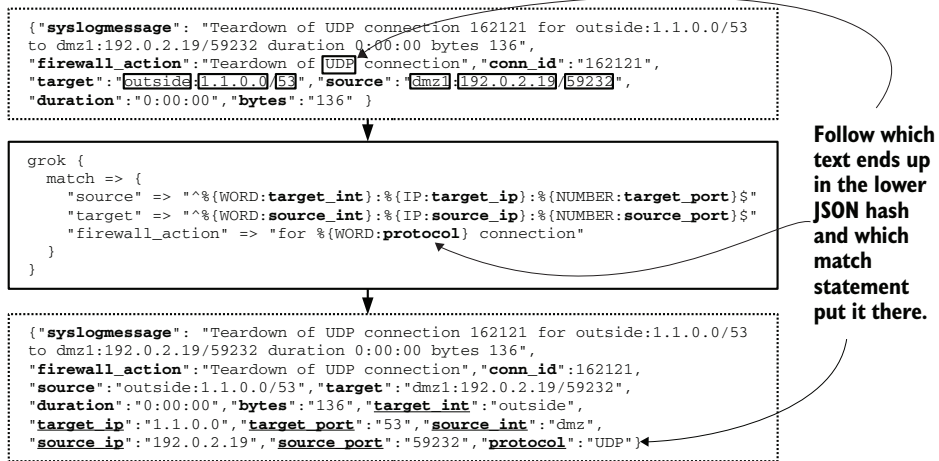 {"syslogmessage": "Teardown of UDP connection 162121 for outside:1.1.0.0/53
to dmz1:192.0.2.19/59232 duration 0:00:00 bytes 136",
"firewall_action":"Teardown of UDP connection","conn_id":"162121",
"target":"outside:1.1.0.0/53","source":"dmz1:192.0.2.19/59232",
"duration":"0:00:00","bytes":"136" }
grok {
match => {
"source" => "^%{WORD:target_int}:%{IP:target_ip}:%{NUMBER:target_port}$"
"target" => "^%{WORD:source_int}:%{IP:source_ip}:%{NUMBER:source_port}$"
"firewall_action" => "for %{WORD:protocol} connection"
}
}
{"syslogmessage": "Teardown of UDP connection 162121 for outside:1.1.0.0/53
to dmz1:192.0.2.19/59232 duration 0:00:00 bytes 136",
"firewall_action":"Teardown of UDP connection","conn_id":162121,
"source":"outside:1.1.0.0/53","target":"dmz1:192.0.2.19/59232",
"duration":"0:00:00","bytes":"136","target_int":"outside",
"target_ip":"1.1.0.0","target_port":"53","source_int":"dmz",
"source_ip":"192.0.2.19","source_port":"59232","protocol":"UDP"}
Follow which
text ends up
in the lower
JSON hash
and which
match
statement
put it there.